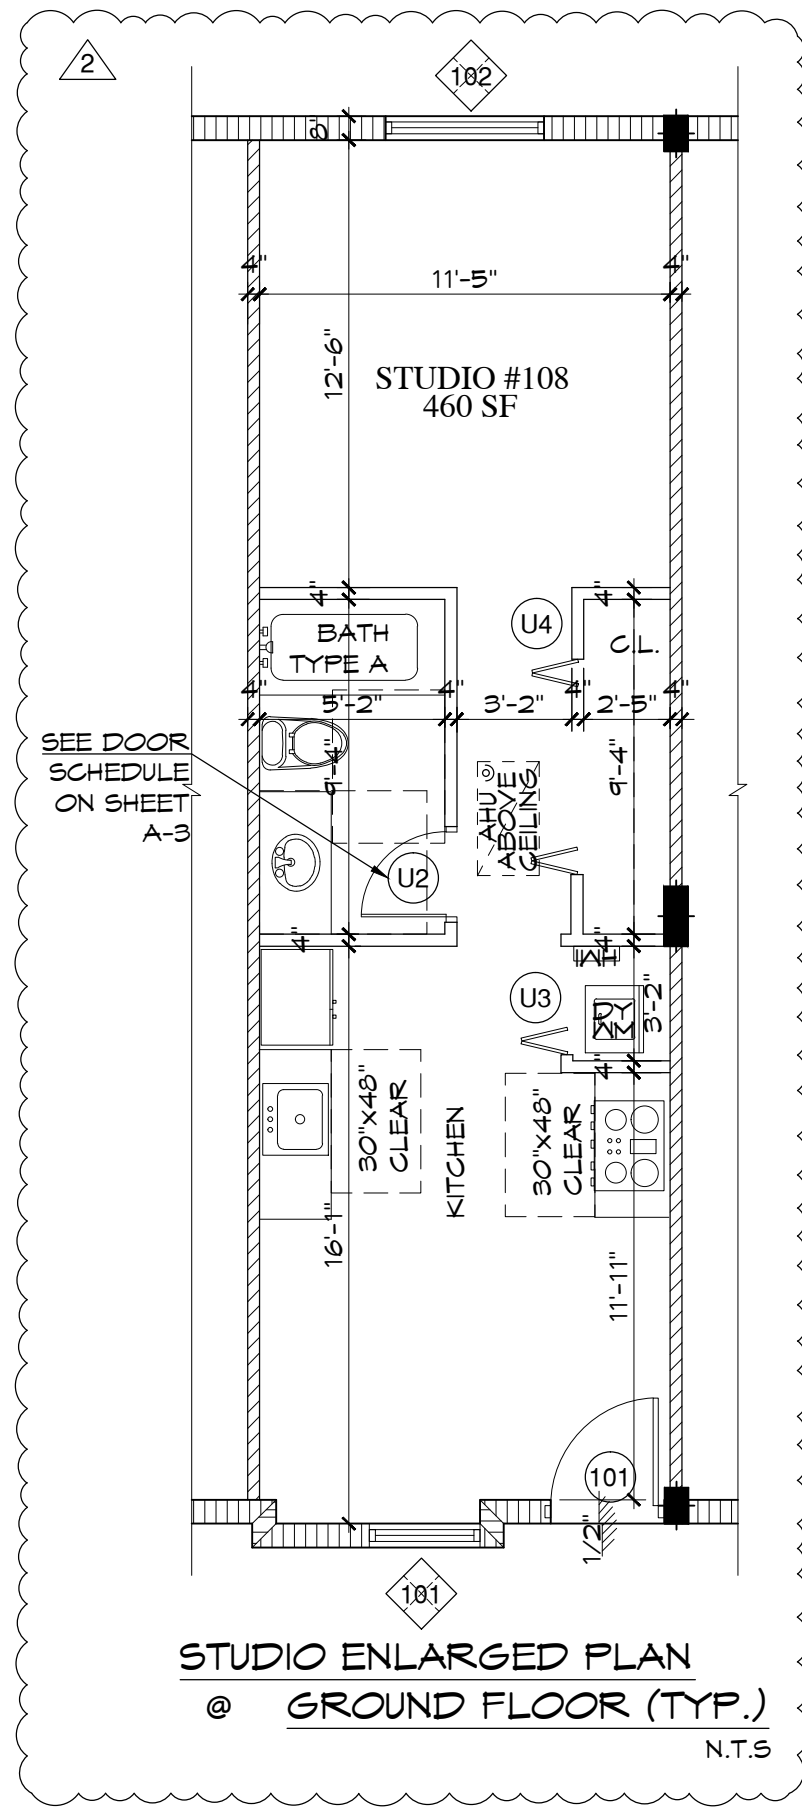 2
102
8"
4"
11'-5"
4"
12'-6"
STUDIO #108
460 SF
4"
4"
U4
BATH
TYPE A
C.L.
4"
5'-2"
4"
3'-2"
4"
2'-5"
4"
SEE DOOR
SCHEDULE
ON SHEET
A-3
9'-4"
AHU
ABOVE
CEILING
9'-4"
U2
4"
4"
U3
3'-2"
4"
30"x48"
CLEAR
KITCHEN
30"x48"
CLEAR
16'-1"
11'-11"
101
1/2"
101
STUDIO ENLARGED PLAN
@ GROUND FLOOR (TYP.)
N.T.S